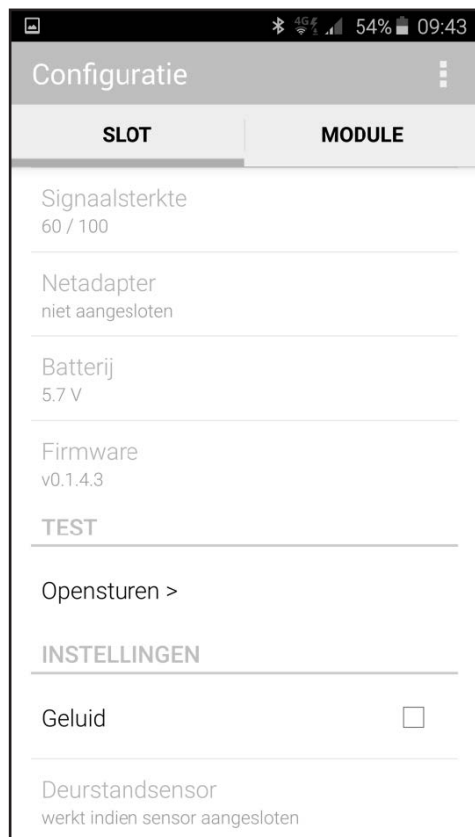 4G 54% 09:43
Configuratie
SLOT MODULE
Signaalsterkte
60 / 100
Netadapter
niet aangesloten
Batterij
5.7 V
Firmware
v0.1.4.3
TEST
Opensturen >
INSTELLINGEN
Geluid
Deurstandsensor
werkt indien sensor aangesloten